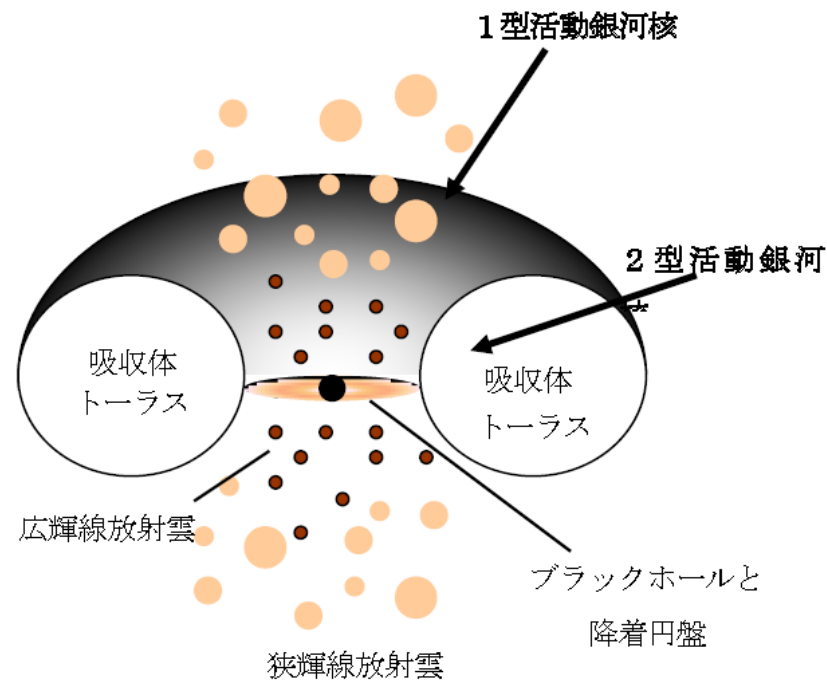 1型活動銀河核
2型活動銀河
吸収体
トーラス
吸収体
トーラス
広輝線放射雲
ブラックホールと
降着円盤
狭輝線放射雲